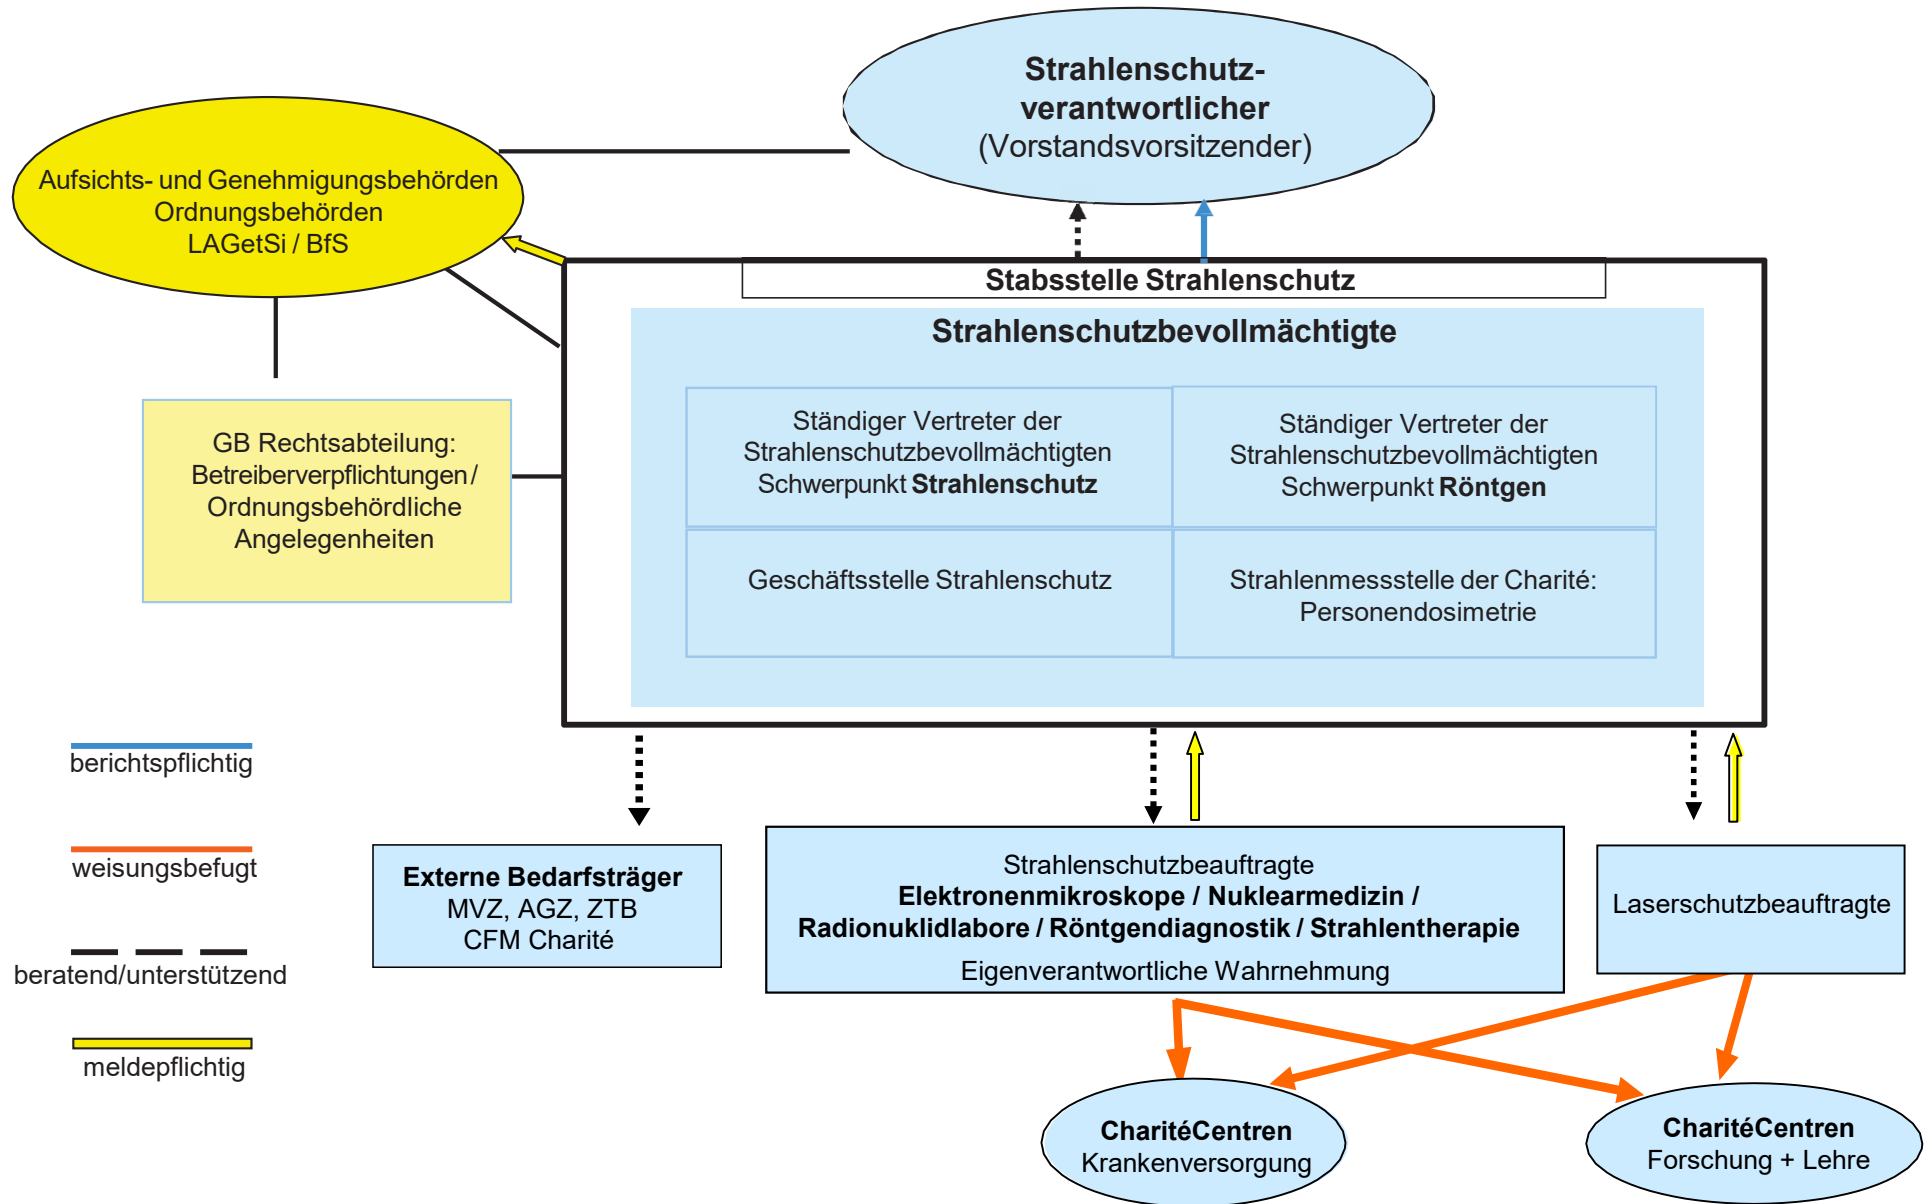 Strahlenschutz-
verantwortlicher
(Vorstandsvorsitzender)
Aufsichts- und Genehmigungsbehörden
Ordnungsbehörden
LAGetSi / BfS
Stabsstelle Strahlenschutz
Strahlenschutzbevollmächtigte
Ständiger Vertreter der
Strahlenschutzbevollmächtigten
Schwerpunkt Strahlenschutz
Ständiger Vertreter der
Strahlenschutzbevollmächtigten
Schwerpunkt Röntgen
GB Rechtsabteilung:
Betreiberverpflichtungen/
Ordnungsbehördliche
Angelegenheiten
Geschäftsstelle Strahlenschutz
Strahlenmessstelle der Charité:
Personendosimetrie
berichtspflichtig
weisungsbefugt
beratend/unterstützend
meldepflichtig
Externe Bedarfsträger
MVZ, AGZ, ZTB
CFM Charité
Strahlenschutzbeauftragte
Elektronenmikroskope / Nuklearmedizin /
Radionuklidlabore / Röntgendiagnostik / Strahlentherapie
Eigenverantwortliche Wahrnehmung
Laserschutzbeauftragte
CharitéCentren
Krankenversorgung
CharitéCentren
Forschung + Lehre